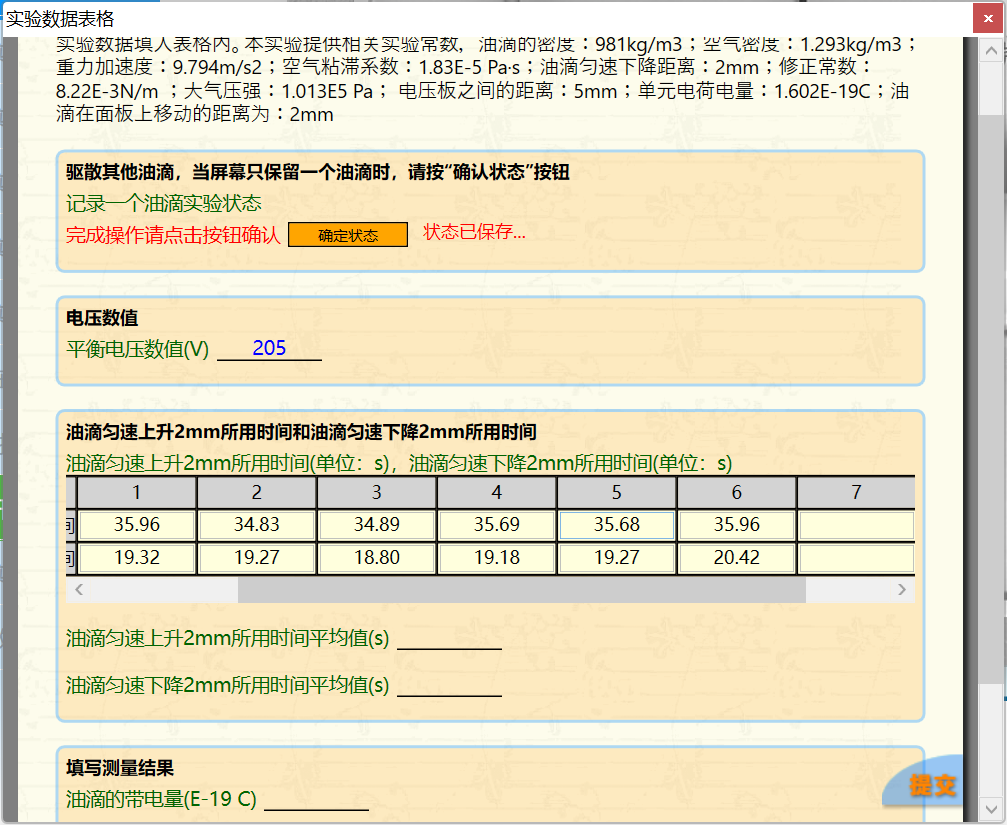 实验数据表格
实验数据填入表格内。本实验提供相关实验常数，油滴的密度：981kg/m3；空气密度：1.293kg/m3；
重力加速度：9.794m/s2；空气粘滞系数：1.83E-5 Pa·s；油滴匀速下降距离：2mm；修正常数：
8.22E-3N/m ；大气压强：1.013E5 Pa； 电压板之间的距离：5mm；单元电荷电量：1.602E-19C；油
滴在面板上移动的距离为：2mm
驱散其他油滴，当屏幕只保留一个油滴时，请按“确认状态”按钮
记录一个油滴实验状态
完成操作请点击按钮确认 确定状态 状态已保存...
电压数值
平衡电压数值(V) 205
油滴匀速上升2mm所用时间和油滴匀速下降2mm所用时间
油滴匀速上升2mm所用时间(单位：s)，油滴匀速下降2mm所用时间(单位：s)
1 2 3 4 5 6 7
间 35.96 34.83 34.89 35.69 35.68 35.96
间 19.32 19.27 18.80 19.18 19.27 20.42
油滴匀速上升2mm所用时间平均值(s)
油滴匀速下降2mm所用时间平均值(s)
填写测量结果
油滴的带电量(E-19 C)
提交